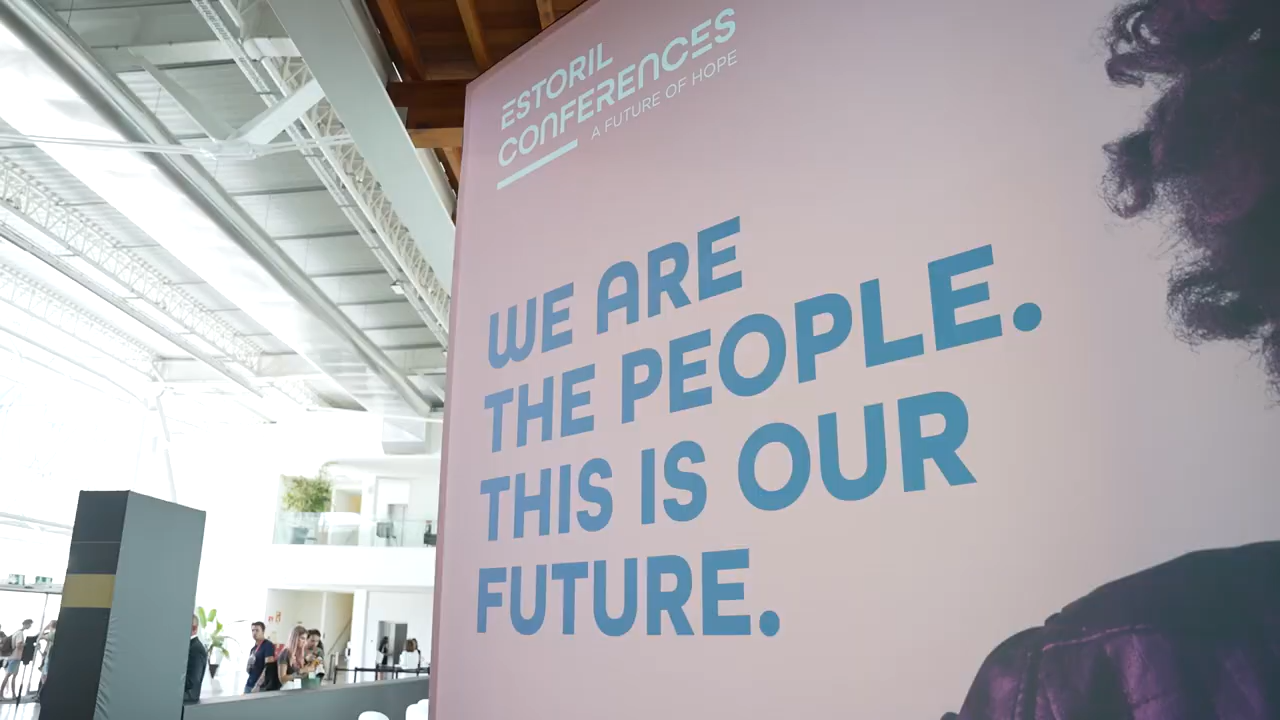 ESTORIL
CONFERENCES
A FUTURE OF HOPE
WE ARE
THE PEOPLE.
THIS IS OUR
FUTURE.